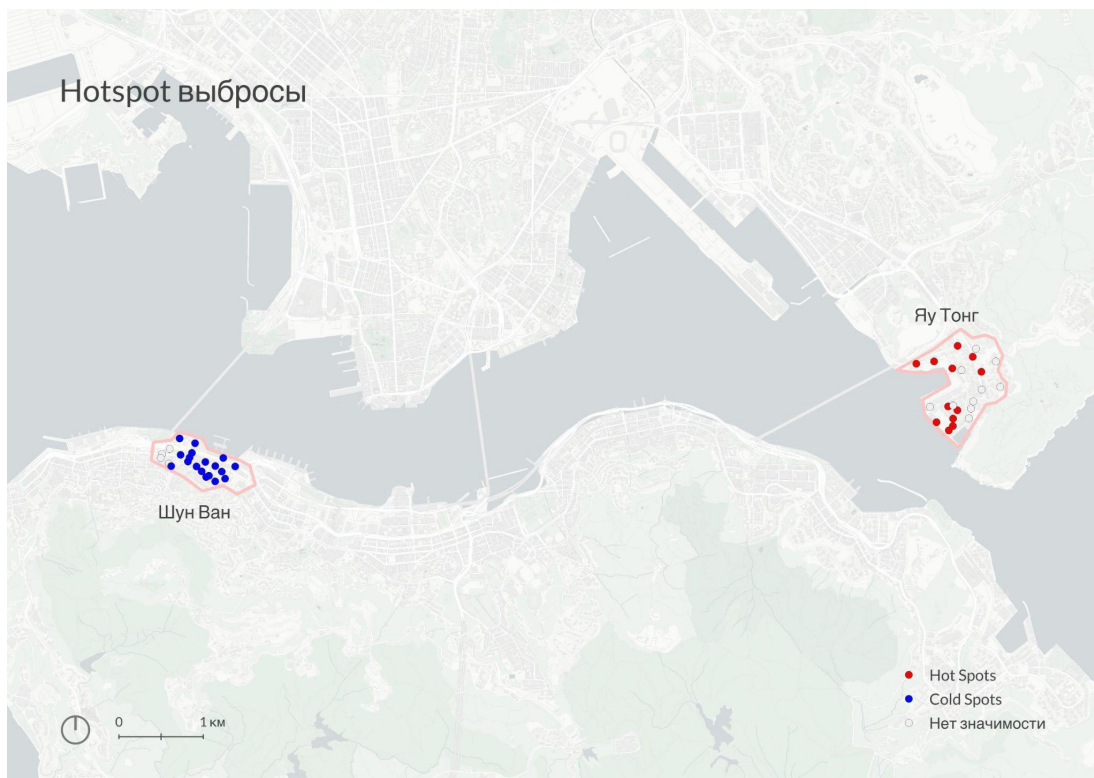 Hotspot выбросы
Яу Тонг
Шун Ван
Hot Spots
Cold Spots
Нет значимости
0 1 км